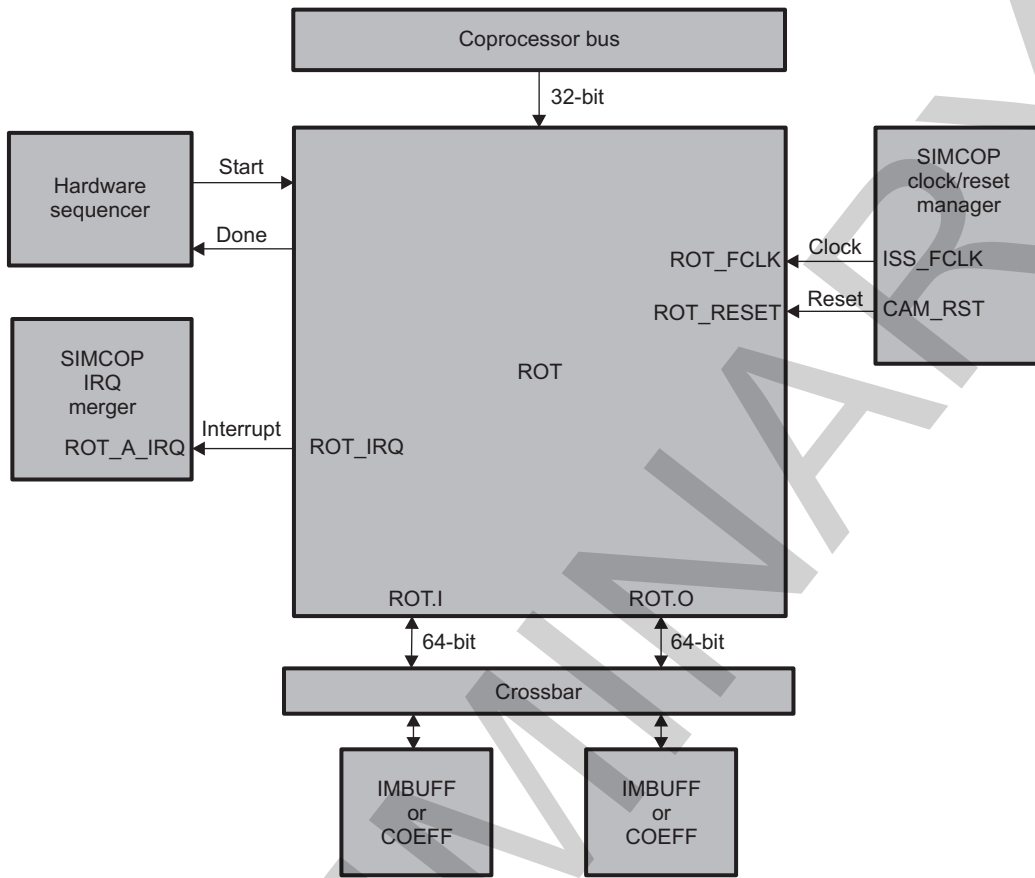 Coprocessor bus
32-bit
Hardware
sequencer
Start
Done
SIMCOP
clock/reset
manager
ROT_FCLK
Clock
ISS_FCLK
ROT_RESET
Reset
CAM_RST
ROT
SIMCOP
IRQ
merger
ROT_A_IRQ
Interrupt
ROT_IRQ
ROT.I
ROT.O
64-bit
64-bit
Crossbar
IMBUFF
or
COEFF
IMBUFF
or
COEFF
MINARY